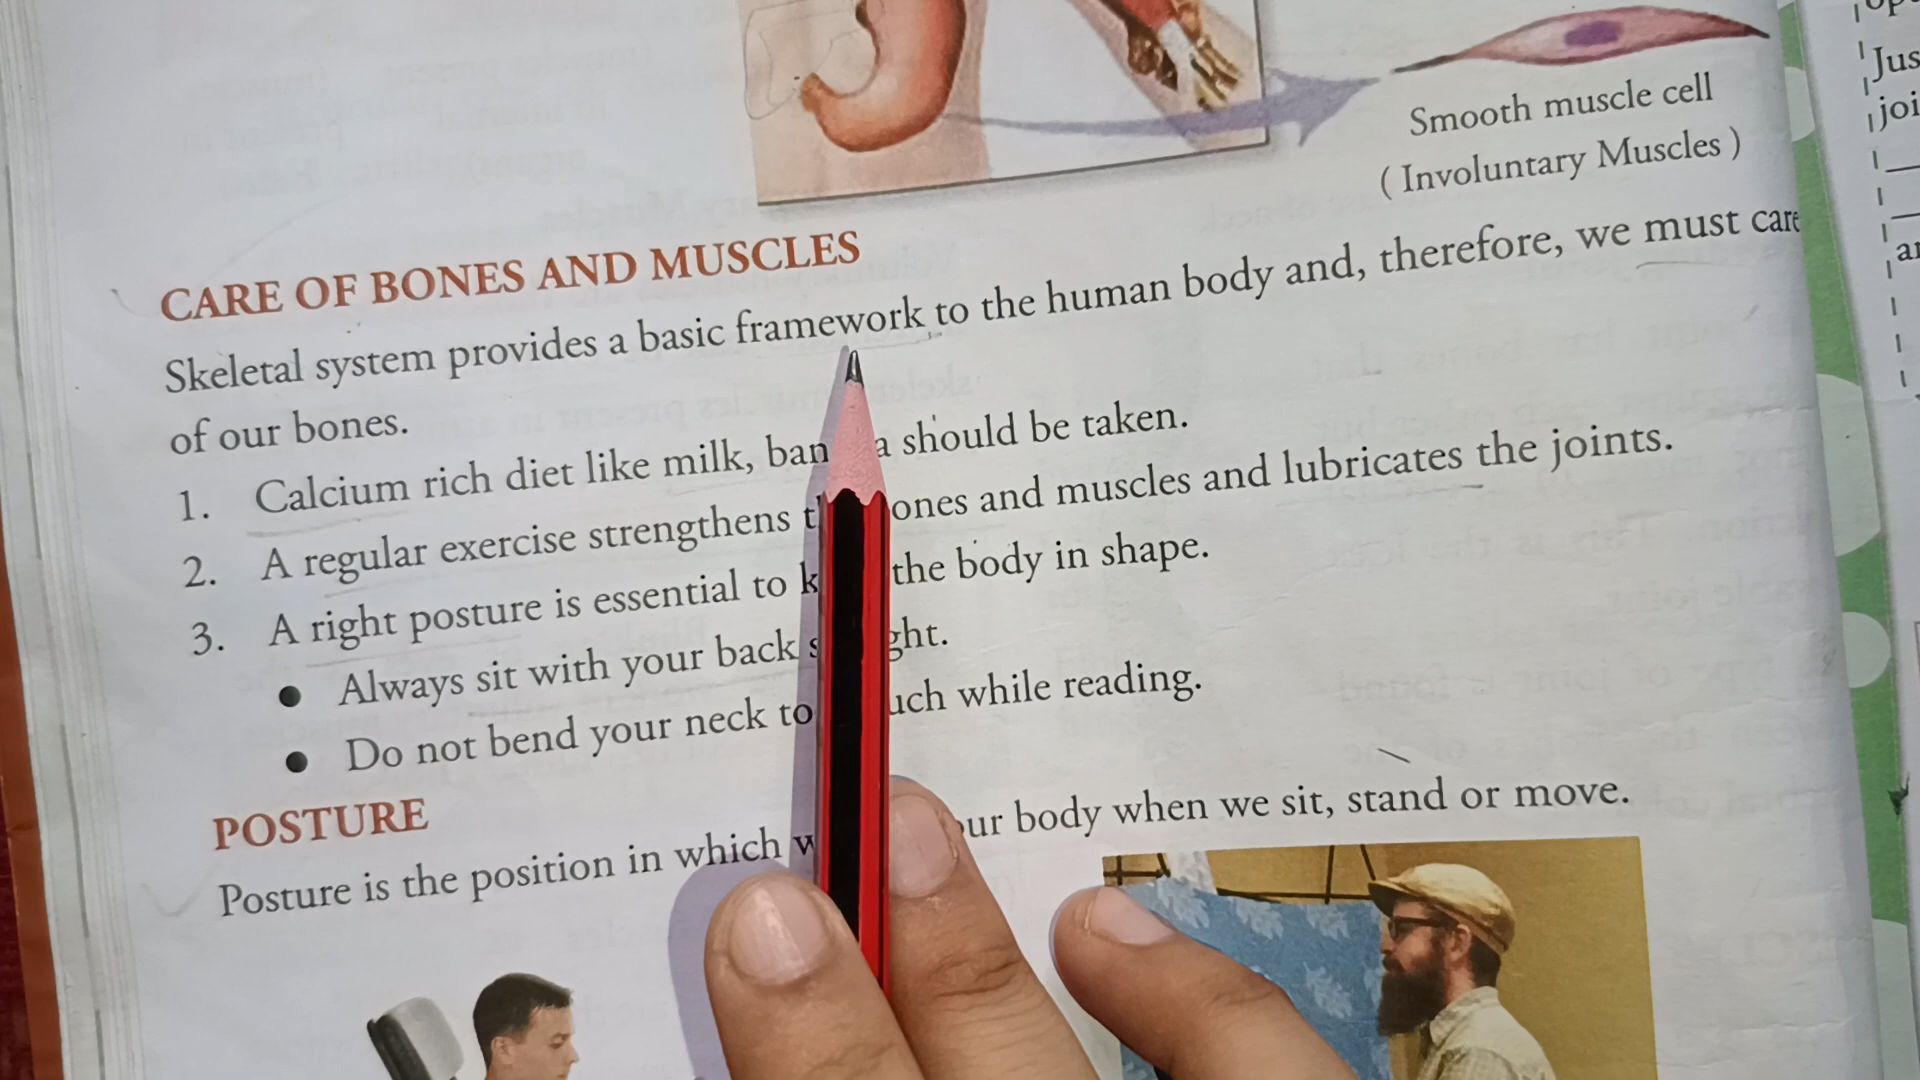 Smooth muscle cell
( Involuntary Muscles )
CARE OF BONES AND MUSCLES
Skeletal system provides a basic framework to the human body and, therefore, we must care
of our bones.
1. Calcium rich diet like milk, ban a should be taken.
2. A regular exercise strengthens t ones and muscles and lubricates the joints.
3. A right posture is essential to k the body in shape.
● Always sit with your back s ght.
● Do not bend your neck to uch while reading.
POSTURE
Posture is the position in which w our body when we sit, stand or move.
Jus
joi